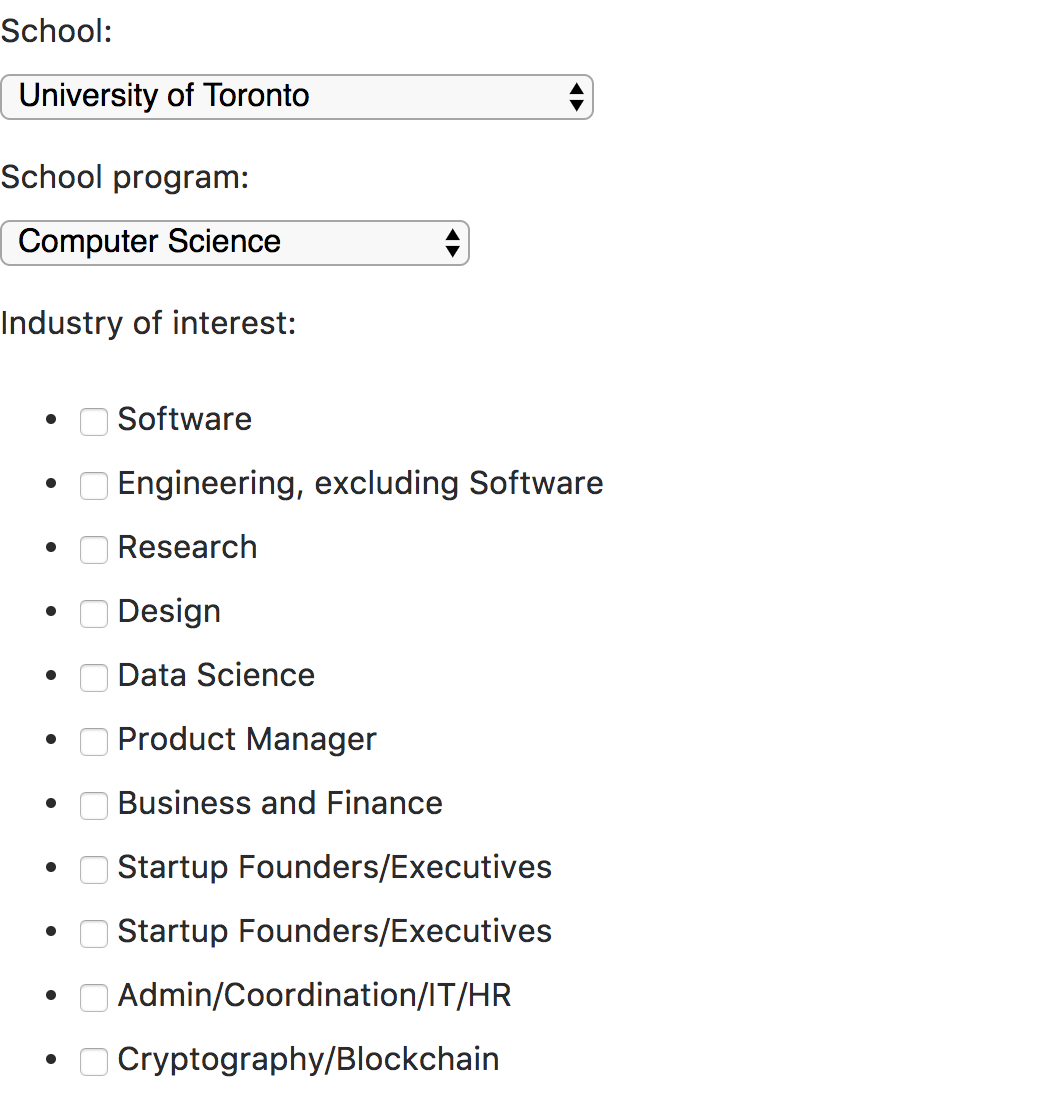 School:
University of Toronto
School program:
Computer Science
Industry of interest:
Software
Engineering, excluding Software
Research
Design
Data Science
Product Manager
Business and Finance
Startup Founders/Executives
Startup Founders/Executives
Admin/Coordination/IT/HR
Cryptography/Blockchain